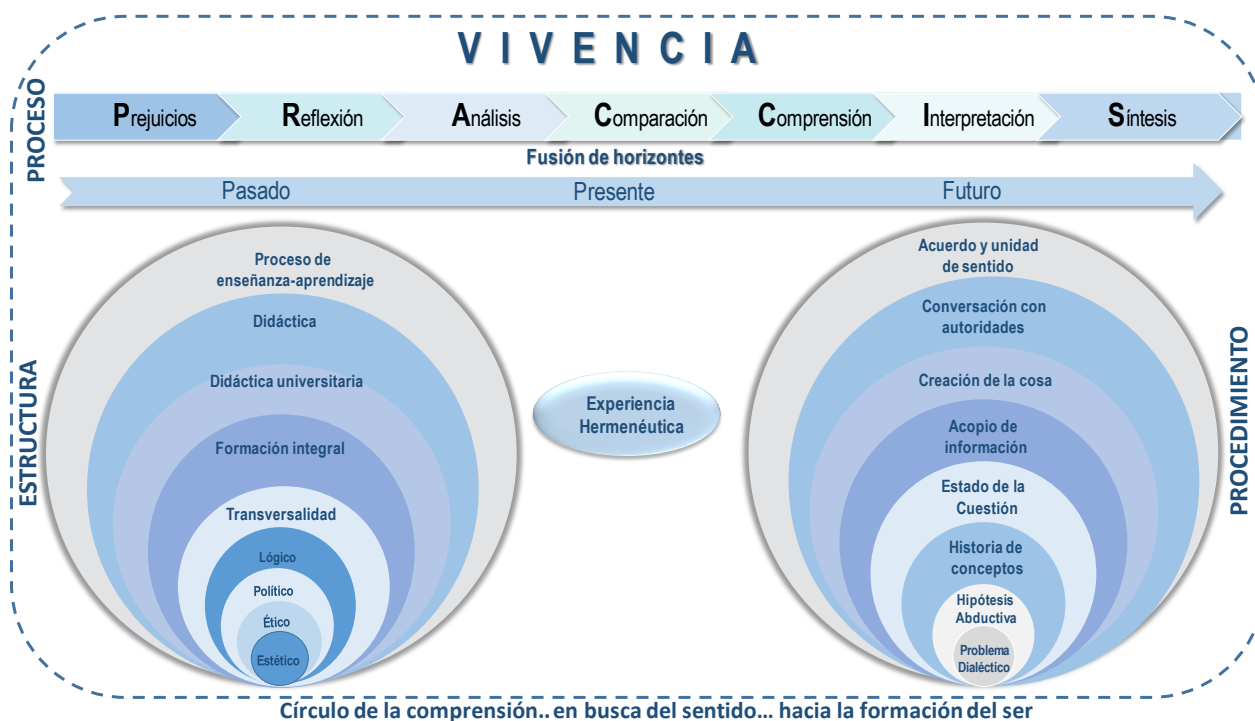 VIVENCIA
PROCESO
Prejuicios
Reflexión
Análisis
Comparación
Comprensión
Interpretación
Síntesis
Fusión de horizontes
Pasado
Presente
Futuro
ESTRUCTURA
Proceso de
enseñanza-aprendizaje
Didáctica
Didáctica universitaria
Formación integral
Transversalidad
Lógico
Político
Ético
Estético
Experiencia
Hermenéutica
Acuerdo y unidad
de sentido
Conversación con
autoridades
Creación de la cosa
Acopio de
información
Estado de la
Cuestión
Historia de
conceptos
Hipótesis
Abductiva
Problema
Dialéctico
PROCEDIMIENTO
Círculo de la comprensión.. en busca del sentido... hacia la formación del ser